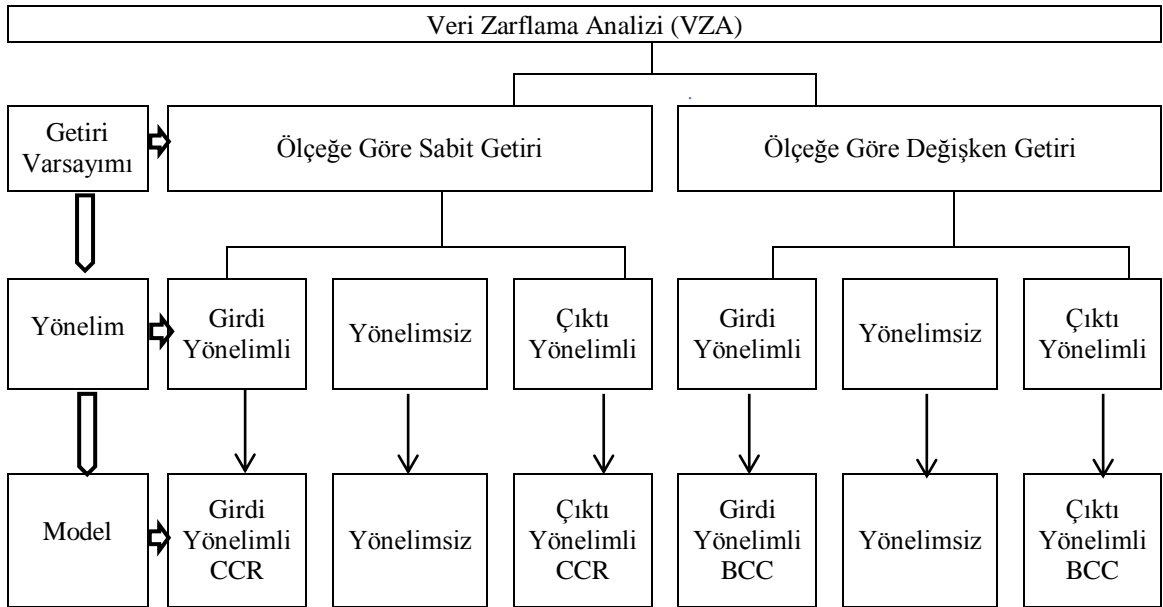 Veri Zarflama Analizi (VZA)
Getiri
Varsayımı
Ölçeğe Göre Sabit Getiri
Ölçeğe Göre Değişken Getiri
Yönelim
Girdi
Yönelimli
Yönelimsiz
Çıktı
Yönelimli
Girdi
Yönelimli
Yönelimsiz
Çıktı
Yönelimli
Model
Girdi
Yönelimli
CCR
Yönelimsiz
Çıktı
Yönelimli
CCR
Girdi
Yönelimli
BCC
Yönelimsiz
Çıktı
Yönelimli
BCC